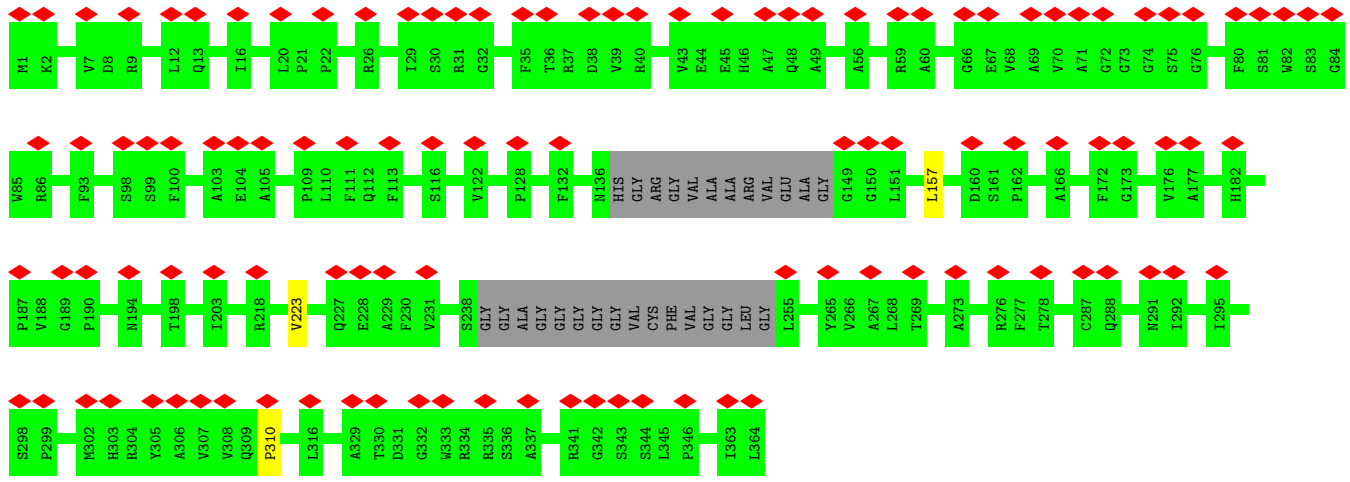 M1 K2 V7 D8 R9 L12 Q13 I16 L20 P21 P22 R26 I29 S30 R31 G32 F35 T36 R37 D38 V39 R40 V43 E44 E45 H46 A47 Q48 A49 A56 R59 A60 G66 E67 V68 A69 V70 A71 G72 G73 G74 S75 G76 F80 S81 W82 S83 G84
W85 R86 F93 S98 S99 F100 A103 E104 A105 P109 L110 F111 Q112 F113 S116 V122 P128 F132 N136 HIS GLY ARG GLY VAL ALA ALA ARG VAL GLU ALA GLY G149 G150 L151 L157 D160 S161 P162 A166 F172 G173 V176 A177 H182
P187 V188 G189 P190 N194 T198 I203 R218 V223 Q227 E228 A229 F230 V231 S238 GLY GLY ALA GLY GLY GLY GLY GLY VAL CYS PHE VAL GLY GLY LEU GLY L255 Y265 V266 A267 L268 T269 A273 R276 F277 T278 C287 Q288 N291 I292 I295
S298 P299 M302 H303 R304 Y305 A306 V307 V308 Q309 P310 L316 A329 T330 D331 G332 W333 R334 R335 S336 A337 R341 G342 S343 S344 L345 P346 I363 L364